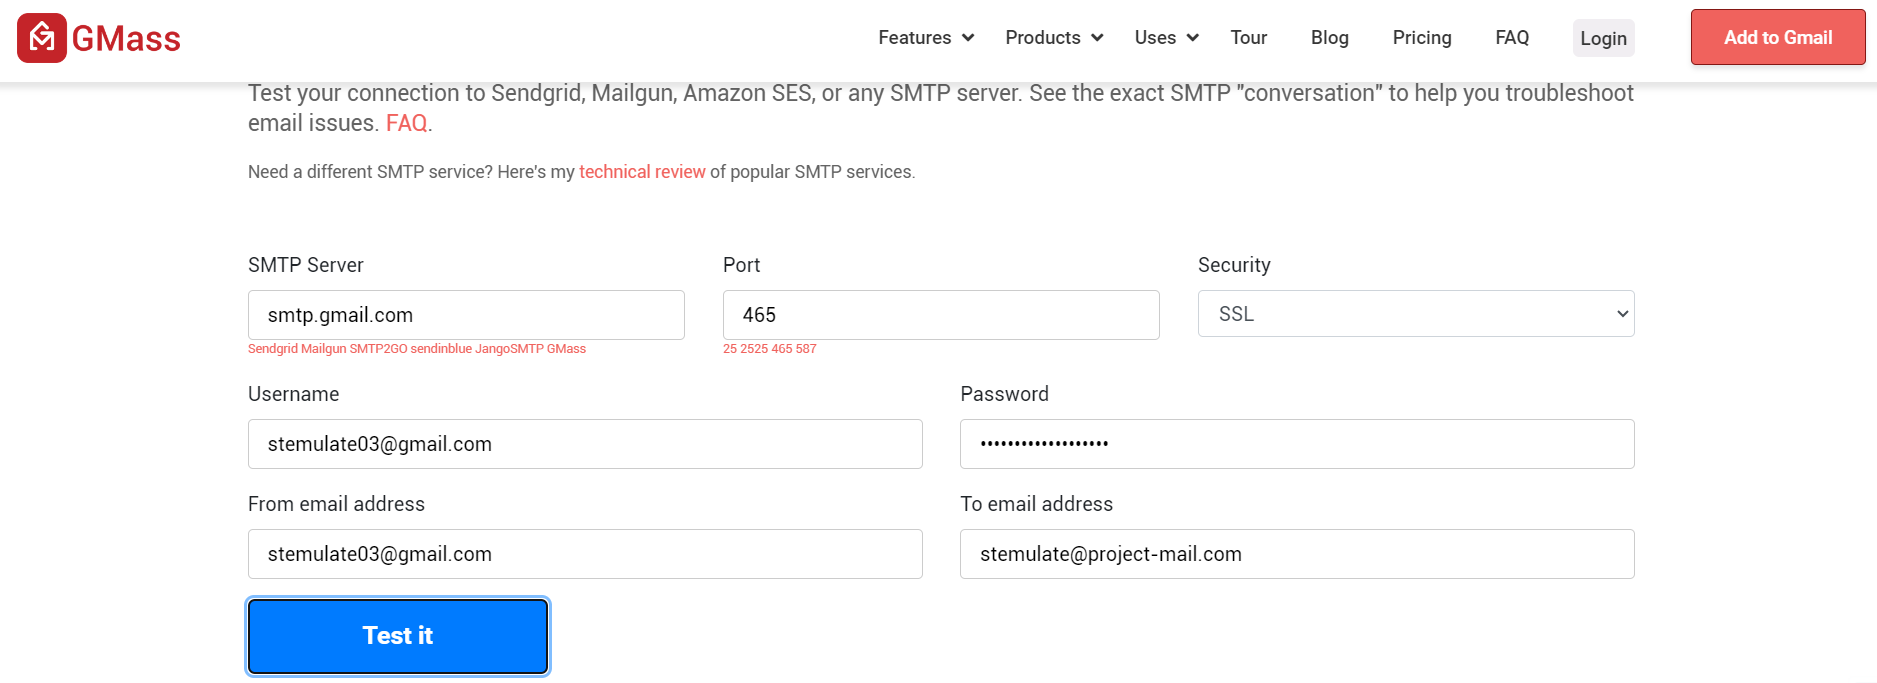 GMass
Features Products Uses Tour Blog Pricing FAQ Login Add to Gmail
Test your connection to Sendgrid, Mailgun, Amazon SES, or any SMTP server. See the exact SMTP "conversation" to help you troubleshoot
email issues. FAQ.
Need a different SMTP service? Here's my technical review of popular SMTP services.
SMTP Server Port Security
smtp.gmail.com 465 SSL
Sendgrid Mailgun SMTP2GO sendinblue JangoSMTP GMass 25 2525 465 587
Username Password
stemulate03@gmail.com •••••••••••••••••••
From email address To email address
stemulate03@gmail.com stemulate@project-mail.com
Test it